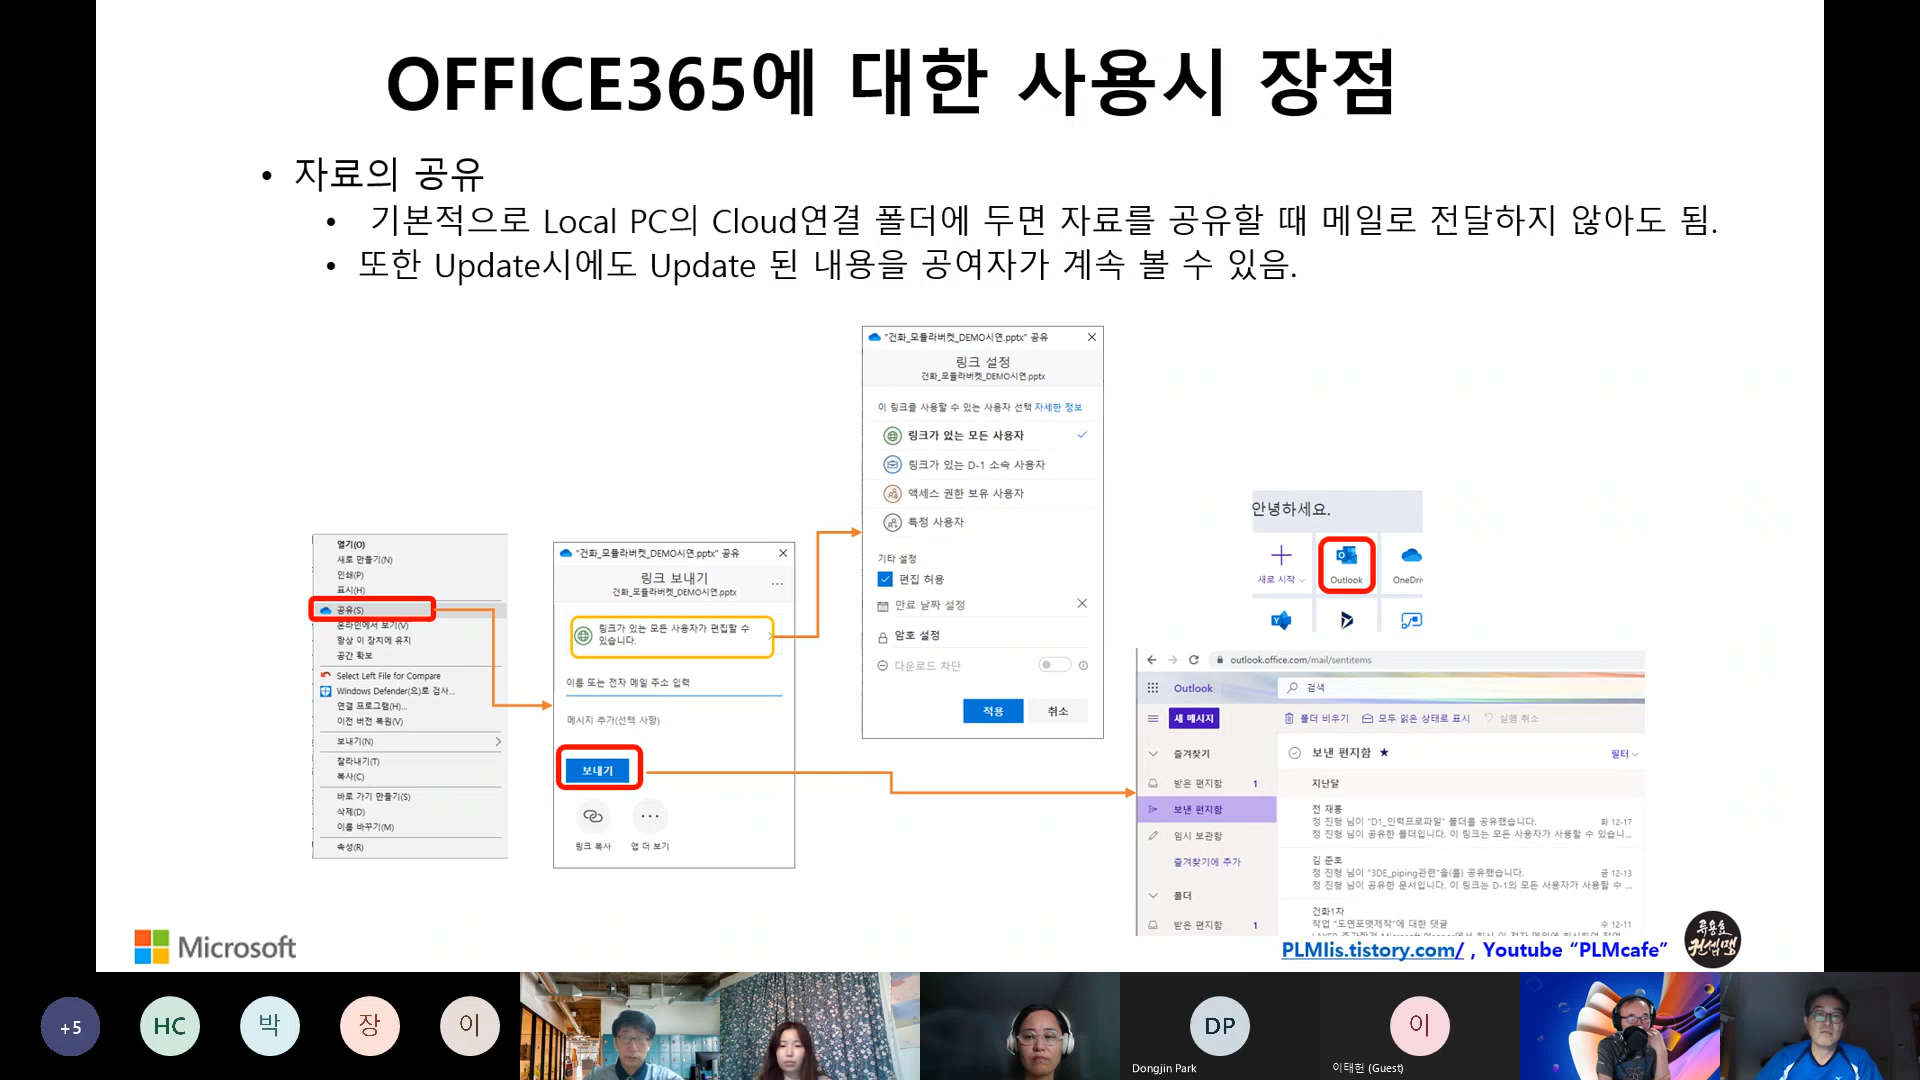 OFFICE365에 대한 사용시 장점
• 자료의 공유
• 기본적으로 Local PC의 Cloud연결 폴더에 두면 자료를 공유할 때 메일로 전달하지 않아도 됨.
• 또한 Update시에도 Update 된 내용을 공여자가 계속 볼 수 있음.
열기(O)
새로 만들기(N)
인쇄(P)
표시(H)
공유(S)
온라인에서 보기(V)
항상 이 장치에 유지
공간 확보
Select Left File for Compare
Windows Defender(으)로 검사...
연결 프로그램(H)...
이전 버전 복원(V)
보내기(N)
잘라내기(T)
복사(C)
바로 가기 만들기(S)
삭제(D)
이름 바꾸기(M)
속성(R)
"건화_모듈라버켓_DEMO시연.pptx" 공유
링크 보내기
건화_모듈라버켓_DEMO시연.pptx
링크가 있는 모든 사용자가 편집할 수
있습니다.
이름 또는 전자 메일 주소 입력
메시지 추가(선택 사항)
보내기
링크 복사
앱 더 보기
"건화_모듈라버켓_DEMO시연.pptx" 공유
링크 설정
건화_모듈라버켓_DEMO시연.pptx
이 링크를 사용할 수 있는 사용자 선택 자세한 정보
링크가 있는 모든 사용자
링크가 있는 D-1 소속 사용자
액세스 권한 보유 사용자
특정 사용자
기타 설정
편집 허용
만료 날짜 설정
암호 설정
다운로드 차단
적용
취소
안녕하세요.
새로 시작
Outlook
OneDri
outlook.office.com/mail/sentitems
Outlook
검색
새 메시지
폴더 비우기
모두 읽은 상태로 표시
실행 취소
즐겨찾기
받은 편지함 1
보낸 편지함
임시 보관함
즐겨찾기에 추가
폴더
받은 편지함 1
보낸 편지함 ★
필터
지난달
전 재홍
정 진형 님이 "D1_인력프로파일" 폴더를 공유했습니다. 화 12-17
정 진형 님이 공유한 폴더입니다. 이 링크는 모든 사용자가 사용할 수 있습니...
김 준호
정 진형 님이 "3DE_piping관련"을(를) 공유했습니다. 금 12-13
정 진형 님이 공유한 문서입니다. 이 링크는 D-1의 모든 사용자가 사용할 수 ...
건화1차
작업 "도면포맷제작"에 대한 댓글 수 12-11
Microsoft
PLMIis.tistory.com/ , Youtube “PLMcafe”
류용효
컨셉맵
+5
HC
박
장
이
DP
Dongjin Park
이
이태헌 (Guest)